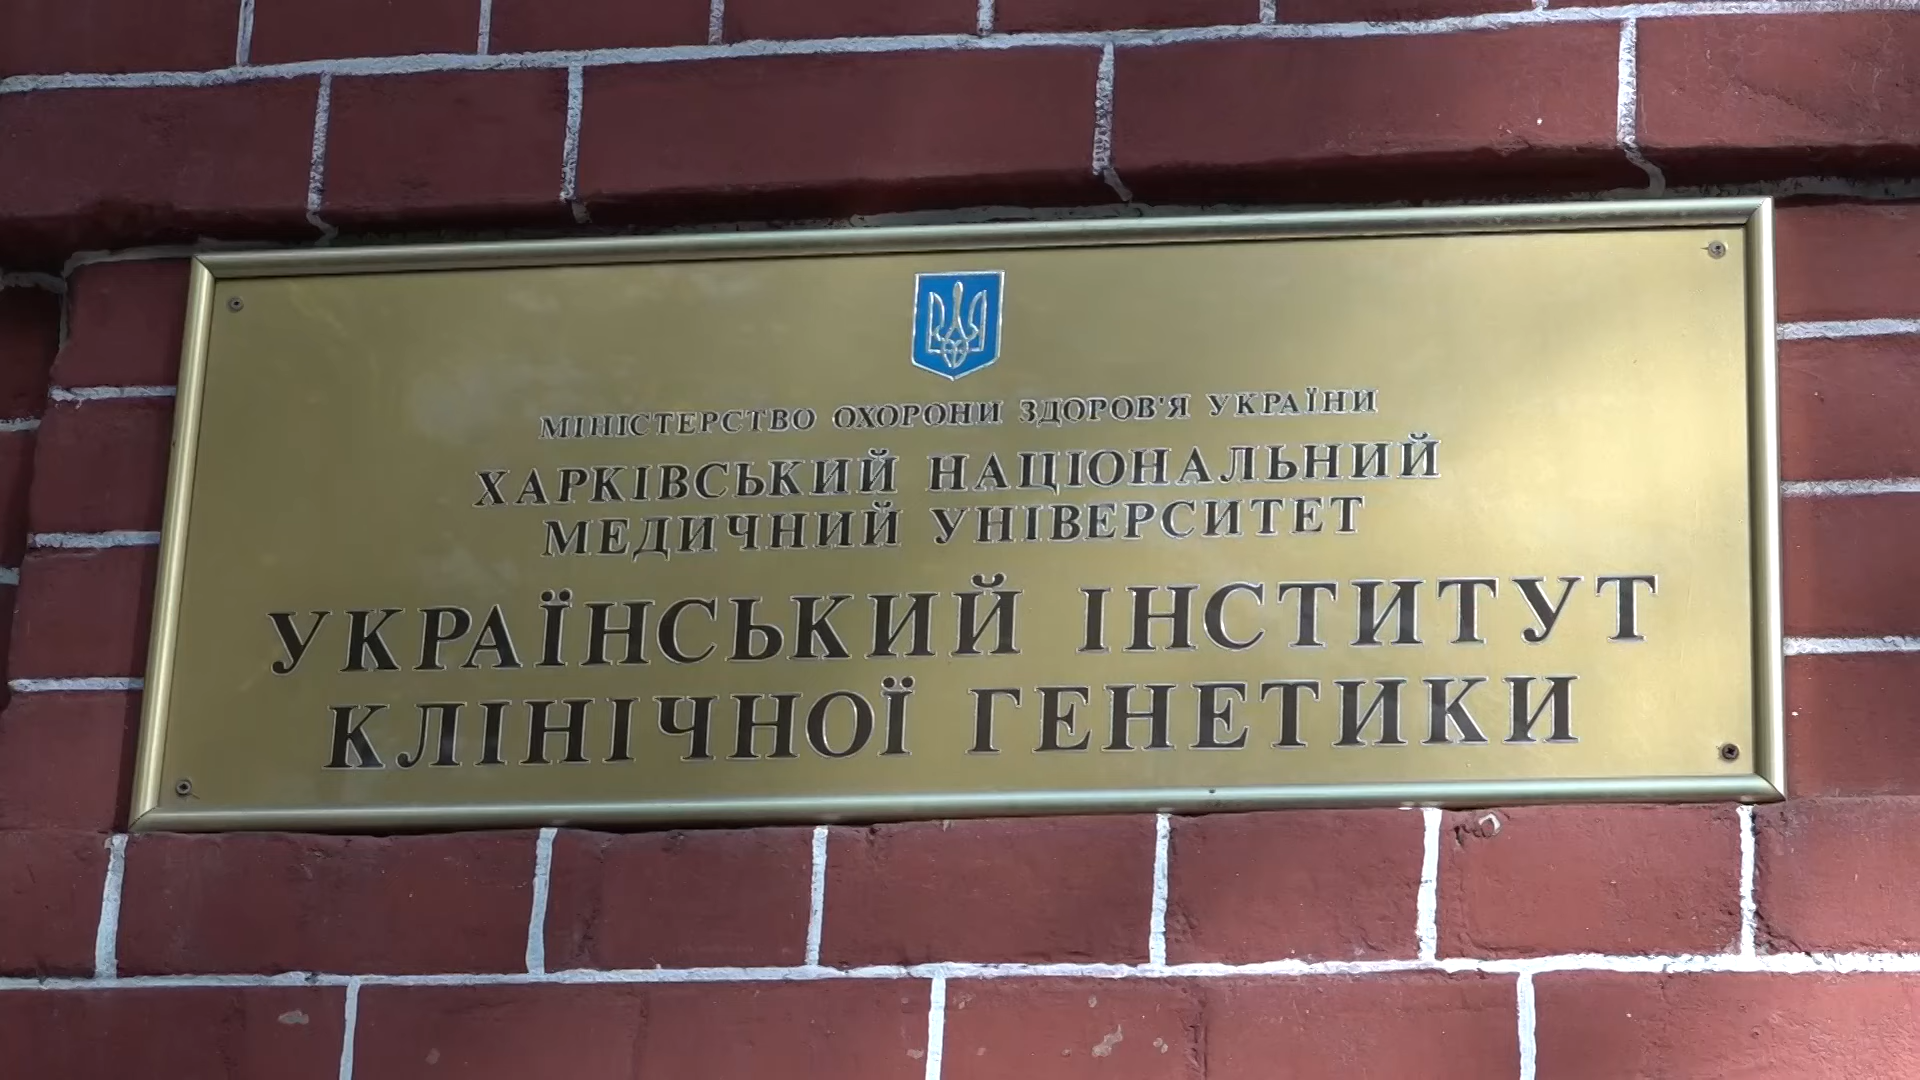 МІНІСТЕРСТВО ОХОРОНИ ЗДОРОВ'Я УКРАЇНИ
ХАРКІВСЬКИЙ НАЦІОНАЛЬНИЙ
МЕДИЧНИЙ УНІВЕРСИТЕТ
УКРАЇНСЬКИЙ ІНСТИТУТ
КЛІНІЧНОЇ ГЕНЕТИКИ